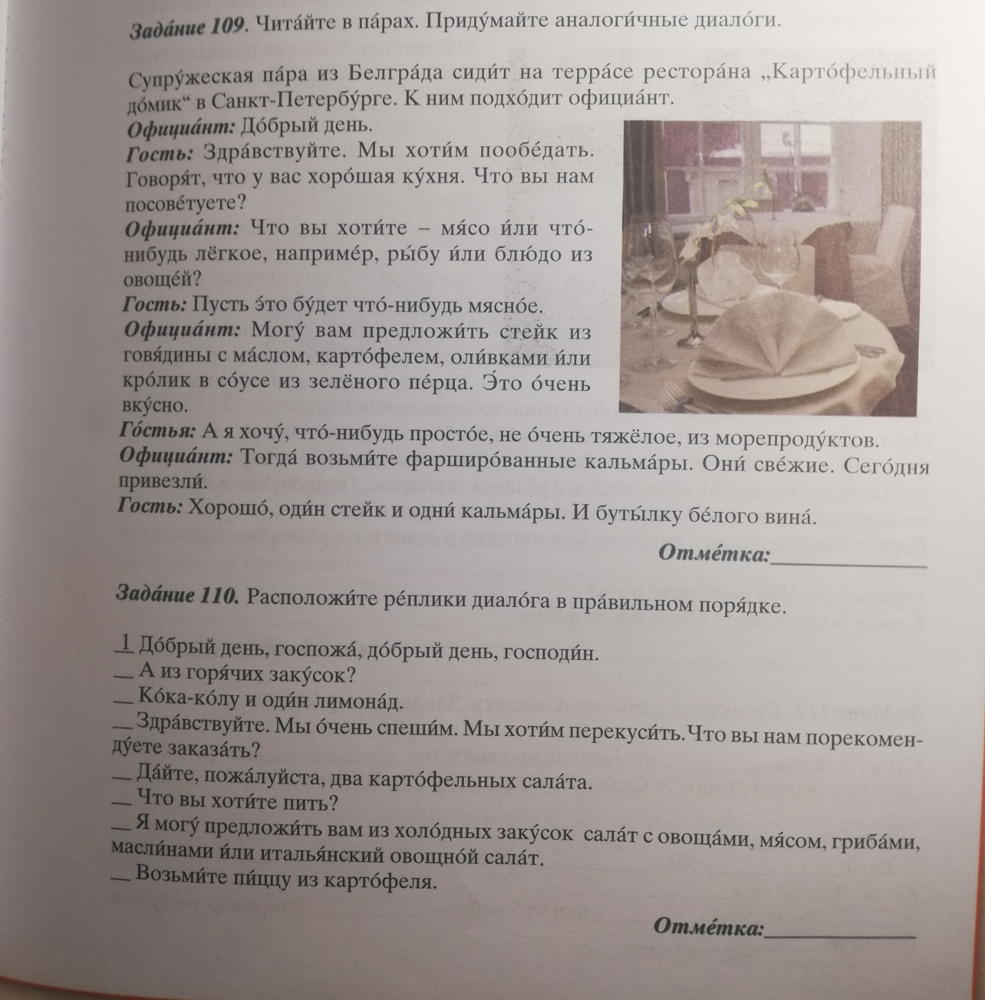 Зада́ние 109. Чита́йте в па́рах. Приду́майте аналоги́чные диало́ги.
Супру́жеская па́ра из Белгра́да сиди́т на терра́се рестора́на „Карто́фельный
до́мик“ в Санкт-Петербу́рге. К ним подхо́дит официа́нт.
Официа́нт: До́брый день.
Гость: Здра́вствуйте. Мы хоти́м пообе́дать.
Говоря́т, что у вас хоро́шая ку́хня. Что вы нам
посове́туете?
Официа́нт: Что вы хоти́те – мя́со и́ли что́-
нибудь лёгкое, наприме́р, ры́бу и́ли блю́до из
овоще́й?
Гость: Пусть э́то бу́дет что́-нибудь мясно́е.
Официа́нт: Могу́ вам предложи́ть стейк из
говя́дины с ма́слом, карто́фелем, оли́вками и́ли
кро́лик в со́усе из зелёного пе́рца. Э́то о́чень
вку́сно.
Го́стья: А я хочу́, что́-нибудь просто́е, не о́чень тяжёлое, из морепроду́ктов.
Официа́нт: Тогда́ возьми́те фарширо́ванные кальма́ры. Они́ све́жие. Сего́дня
привезли́.
Гость: Хорошо́, оди́н стейк и одни́ кальма́ры. И буты́лку бе́лого вина́.
Отме́тка:______________
Зада́ние 110. Расположи́те ре́плики диало́га в пра́вильном поря́дке.
1 До́брый день, госпожа́, до́брый день, господи́н.
__ А из горя́чих заку́сок?
__ Ко́ка-ко́лу и оди́н лимона́д.
__ Здра́вствуйте. Мы о́чень спеши́м. Мы хоти́м перекуси́ть.Что вы нам порекомен-
ду́ете заказа́ть?
__ Да́йте, пожа́луйста, два карто́фельных сала́та.
__ Что вы хоти́те пить?
__ Я могу́ предложи́ть вам из холо́дных заку́сок сала́т с овоща́ми, мя́сом, гриба́ми,
масли́нами и́ли италья́нский овощно́й сала́т.
__ Возьми́те пи́ццу из карто́феля.
Отме́тка:______________